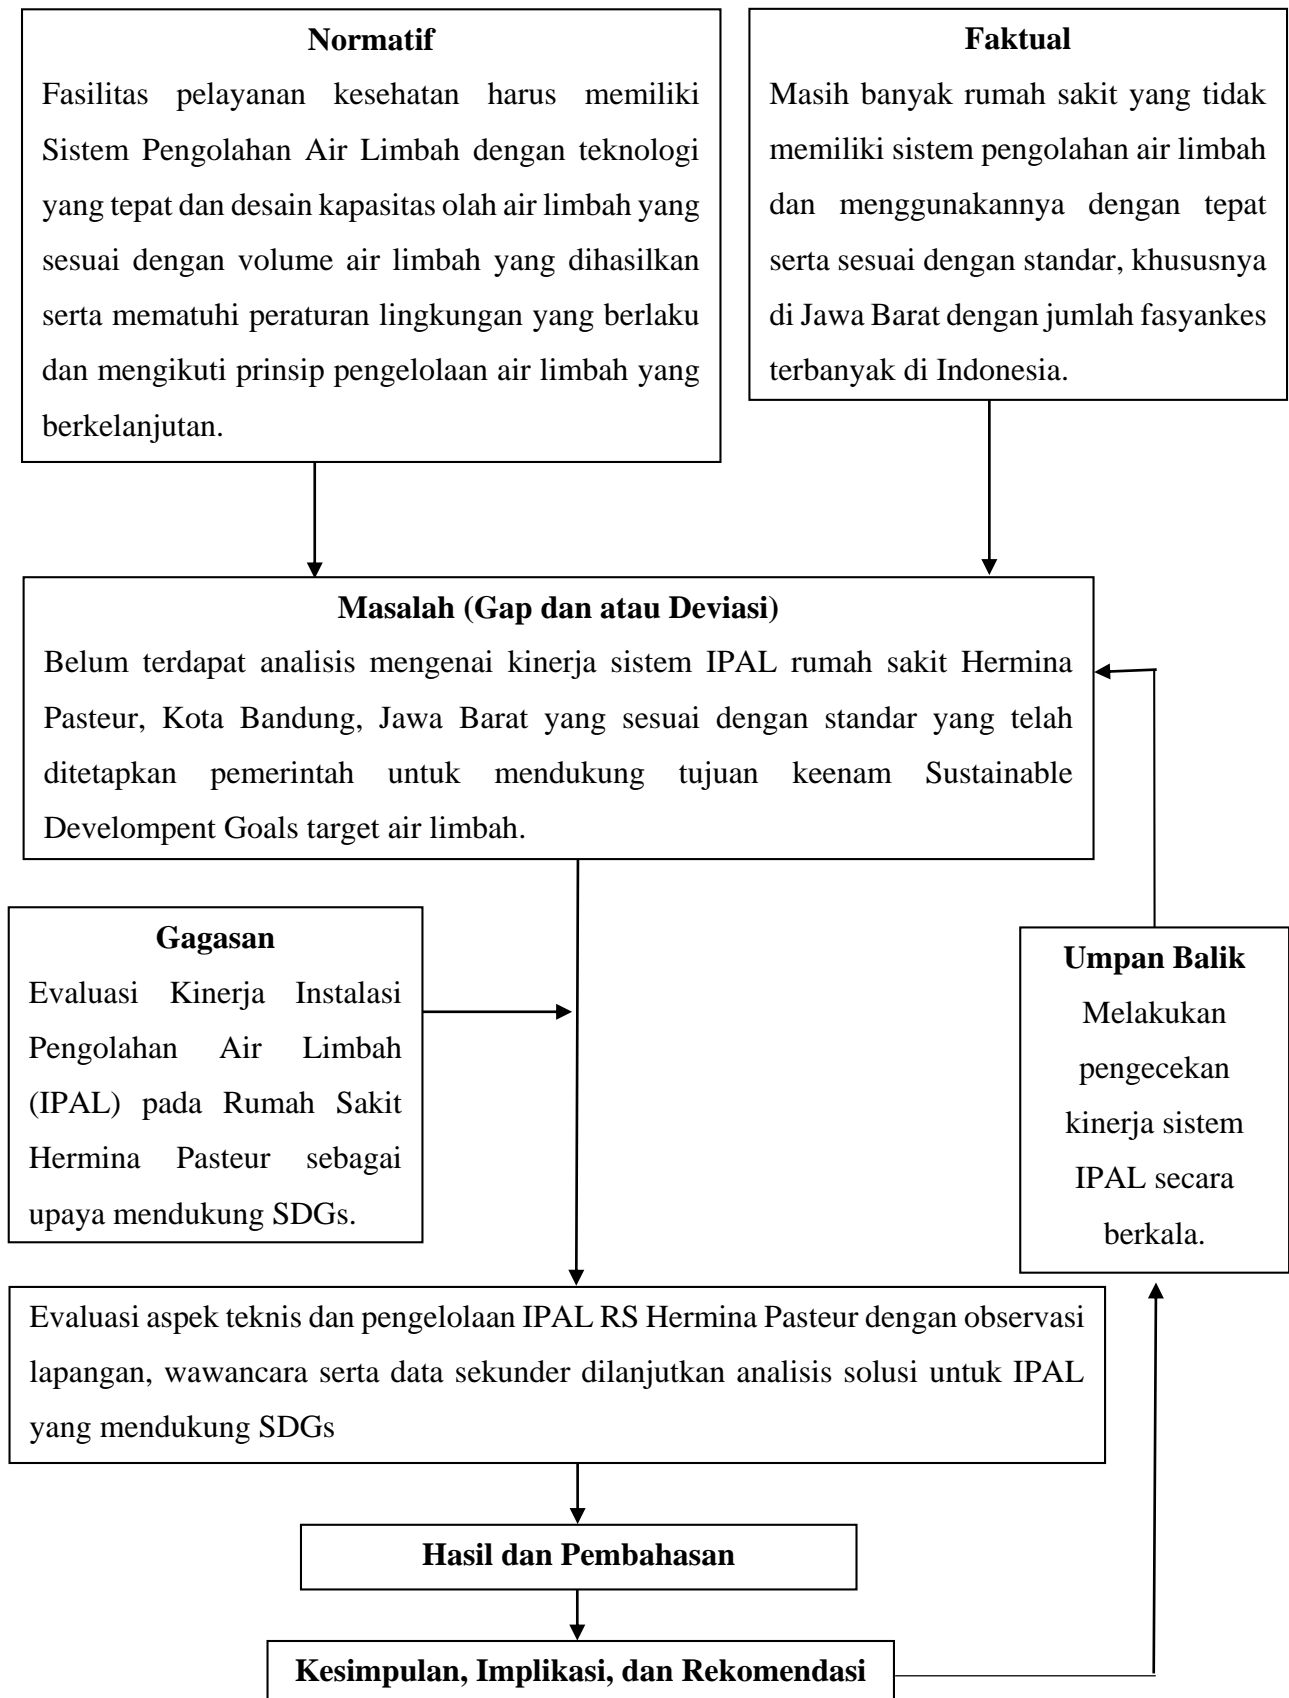 Normatif
Fasilitas pelayanan kesehatan harus memiliki
Sistem Pengolahan Air Limbah dengan teknologi
yang tepat dan desain kapasitas olah air limbah yang
sesuai dengan volume air limbah yang dihasilkan
serta mematuhi peraturan lingkungan yang berlaku
dan mengikuti prinsip pengelolaan air limbah yang
berkelanjutan.
Faktual
Masih banyak rumah sakit yang tidak
memiliki sistem pengolahan air limbah
dan menggunakannya dengan tepat
serta sesuai dengan standar, khususnya
di Jawa Barat dengan jumlah fasyankes
terbanyak di Indonesia.
Masalah (Gap dan atau Deviasi)
Belum terdapat analisis mengenai kinerja sistem IPAL rumah sakit Hermina
Pasteur, Kota Bandung, Jawa Barat yang sesuai dengan standar yang telah
ditetapkan pemerintah untuk mendukung tujuan keenam Sustainable
Develompent Goals target air limbah.
Gagasan
Evaluasi Kinerja Instalasi
Pengolahan Air Limbah
(IPAL) pada Rumah Sakit
Hermina Pasteur sebagai
upaya mendukung SDGs.
Umpan Balik
Melakukan
pengecekan
kinerja sistem
IPAL secara
berkala.
Evaluasi aspek teknis dan pengelolaan IPAL RS Hermina Pasteur dengan observasi
lapangan, wawancara serta data sekunder dilanjutkan analisis solusi untuk IPAL
yang mendukung SDGs
Hasil dan Pembahasan
Kesimpulan, Implikasi, dan Rekomendasi